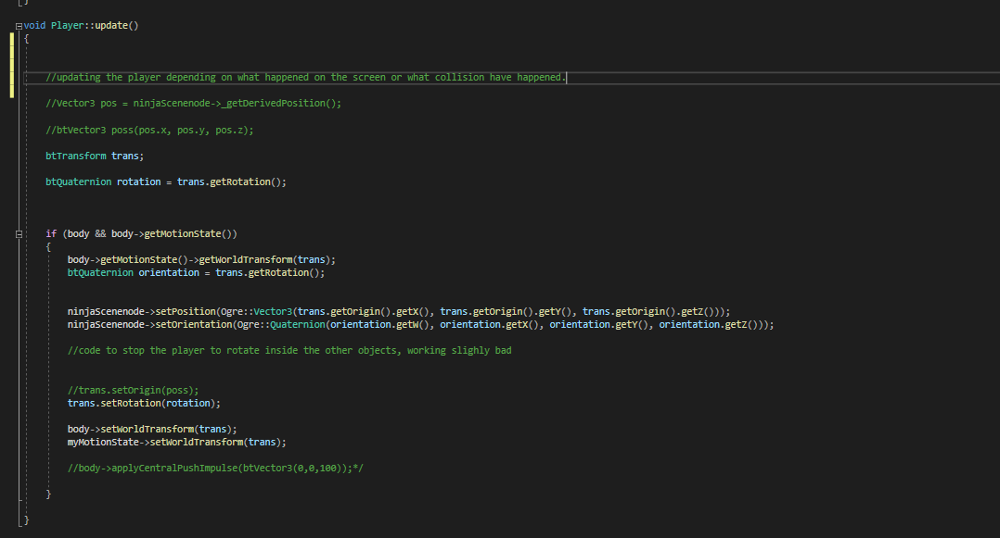 }
void Player::update()
{
//updating the player depending on what happened on the screen or what collision have happened.
//Vector3 pos = ninjaScenenode->_getDerivedPosition();
//btVector3 poss(pos.x, pos.y, pos.z);
btTransform trans;
btQuaternion rotation = trans.getRotation();
if (body && body->getMotionState())
{
body->getMotionState()->getWorldTransform(trans);
btQuaternion orientation = trans.getRotation();
ninjaScenenode->setPosition(Ogre::Vector3(trans.getOrigin().getX(), trans.getOrigin().getY(), trans.getOrigin().getZ()));
ninjaScenenode->setOrientation(Ogre::Quaternion(orientation.getW(), orientation.getX(), orientation.getY(), orientation.getZ()));
//code to stop the player to rotate inside the other objects, working slighly bad
//trans.setOrigin(poss);
trans.setRotation(rotation);
body->setWorldTransform(trans);
myMotionState->setWorldTransform(trans);
//body->applyCentralPushImpulse(btVector3(0,0,100));*/
}
}